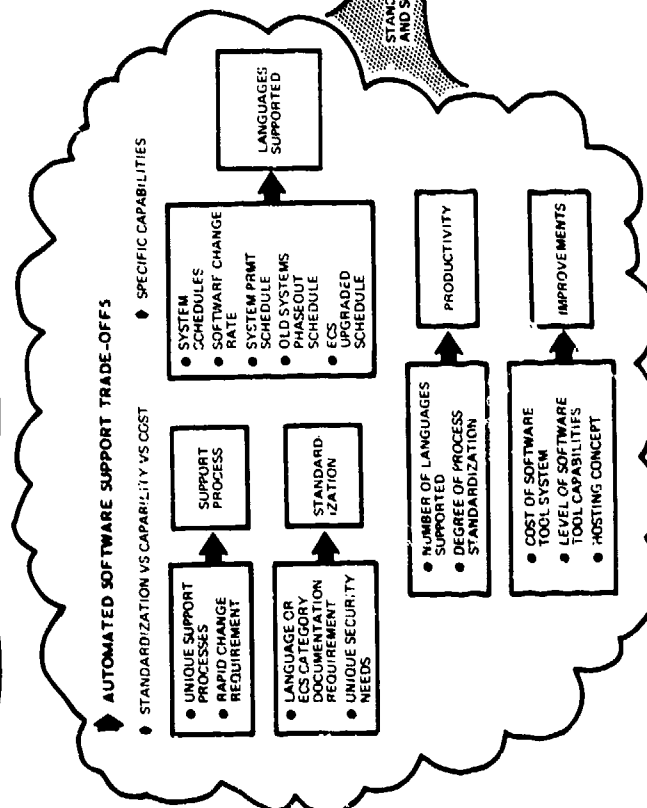 AUTOMATED SOFTWARE SUPPORT TRADE-OFFS
STANDARDIZATION VS CAPABILITY VS COST
• UNIQUE SUPPORT
PROCESSES
• RAPID CHANGE
REQUIREMENT
SUPPORT
PROCESS
• LANGUAGE OR
ECS CATEGORY
DOCUMENTATION
REQUIREMENT
• UNIQUE SECURITY
NEEDS
STANDARD-
IZATION
SPECIFIC CAPABILITIES
• SYSTEM
SCHEDULES
• SOFTWARE CHANGE
RATE
• SYSTEM PRMT
SCHEDULE
• OLD SYSTEMS
PHASEOUT
SCHEDULE
• ECS
UPGRADED
SCHEDULE
LANGUAGES
SUPPORTED
• NUMBER OF LANGUAGES
SUPPORTED
• DEGREE OF PROCESS
STANDARDIZATION
PRODUCTIVITY
• COST OF SOFTWARE
TOOL SYSTEM
• LEVEL OF SOFTWARE
TOOL CAPABILITIES
• HOSTING CONCEPT
IMPROVEMENTS
AND